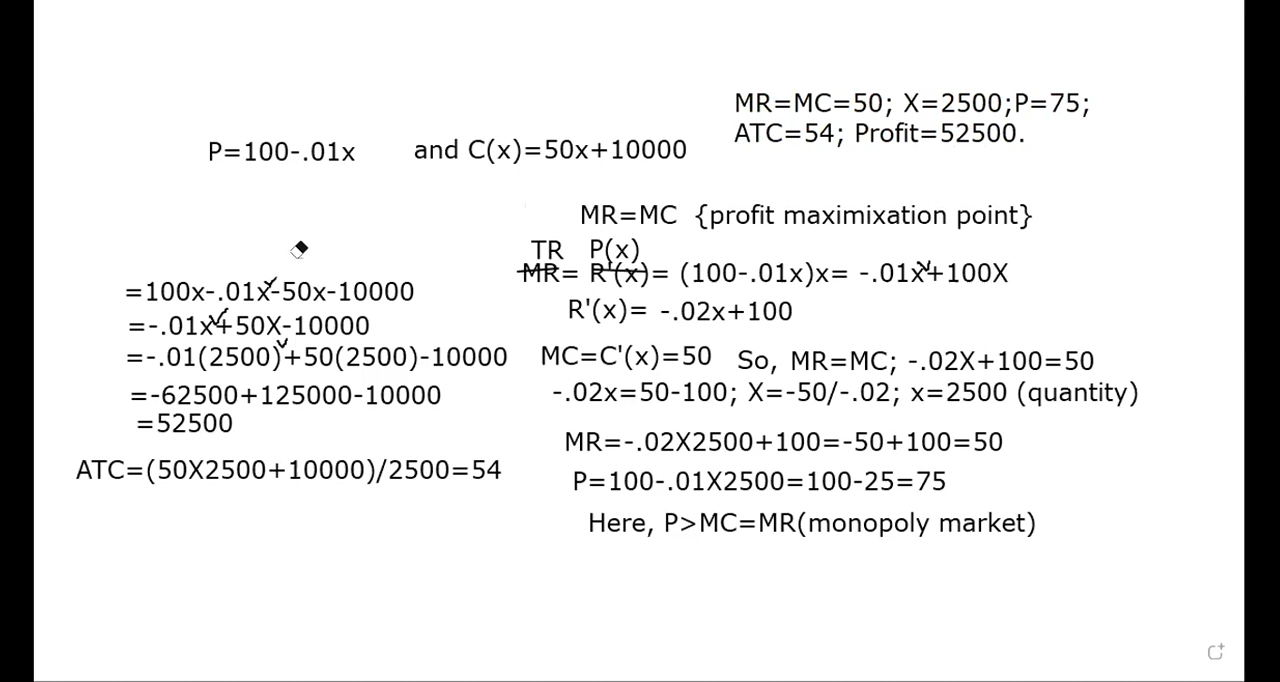 MR=MC=50; X=2500;P=75;
ATC=54; Profit=52500.
P=100-.01x and C(x)=50x+10000
MR=MC {profit maximixation point}
TR P(x)
MR= R'(x)= (100-.01x)x= -.01x²+100X
R'(x)= -.02x+100
MC=C'(x)=50 So, MR=MC; -.02X+100=50
-.02x=50-100; X=-50/-.02; x=2500 (quantity)
MR=-.02X2500+100=-50+100=50
P=100-.01X2500=100-25=75
Here, P>MC=MR(monopoly market)
=100x-.01x²-50x-10000
=-.01x²+50X-10000
=-.01(2500)²+50(2500)-10000
=-62500+125000-10000
=52500
ATC=(50X2500+10000)/2500=54